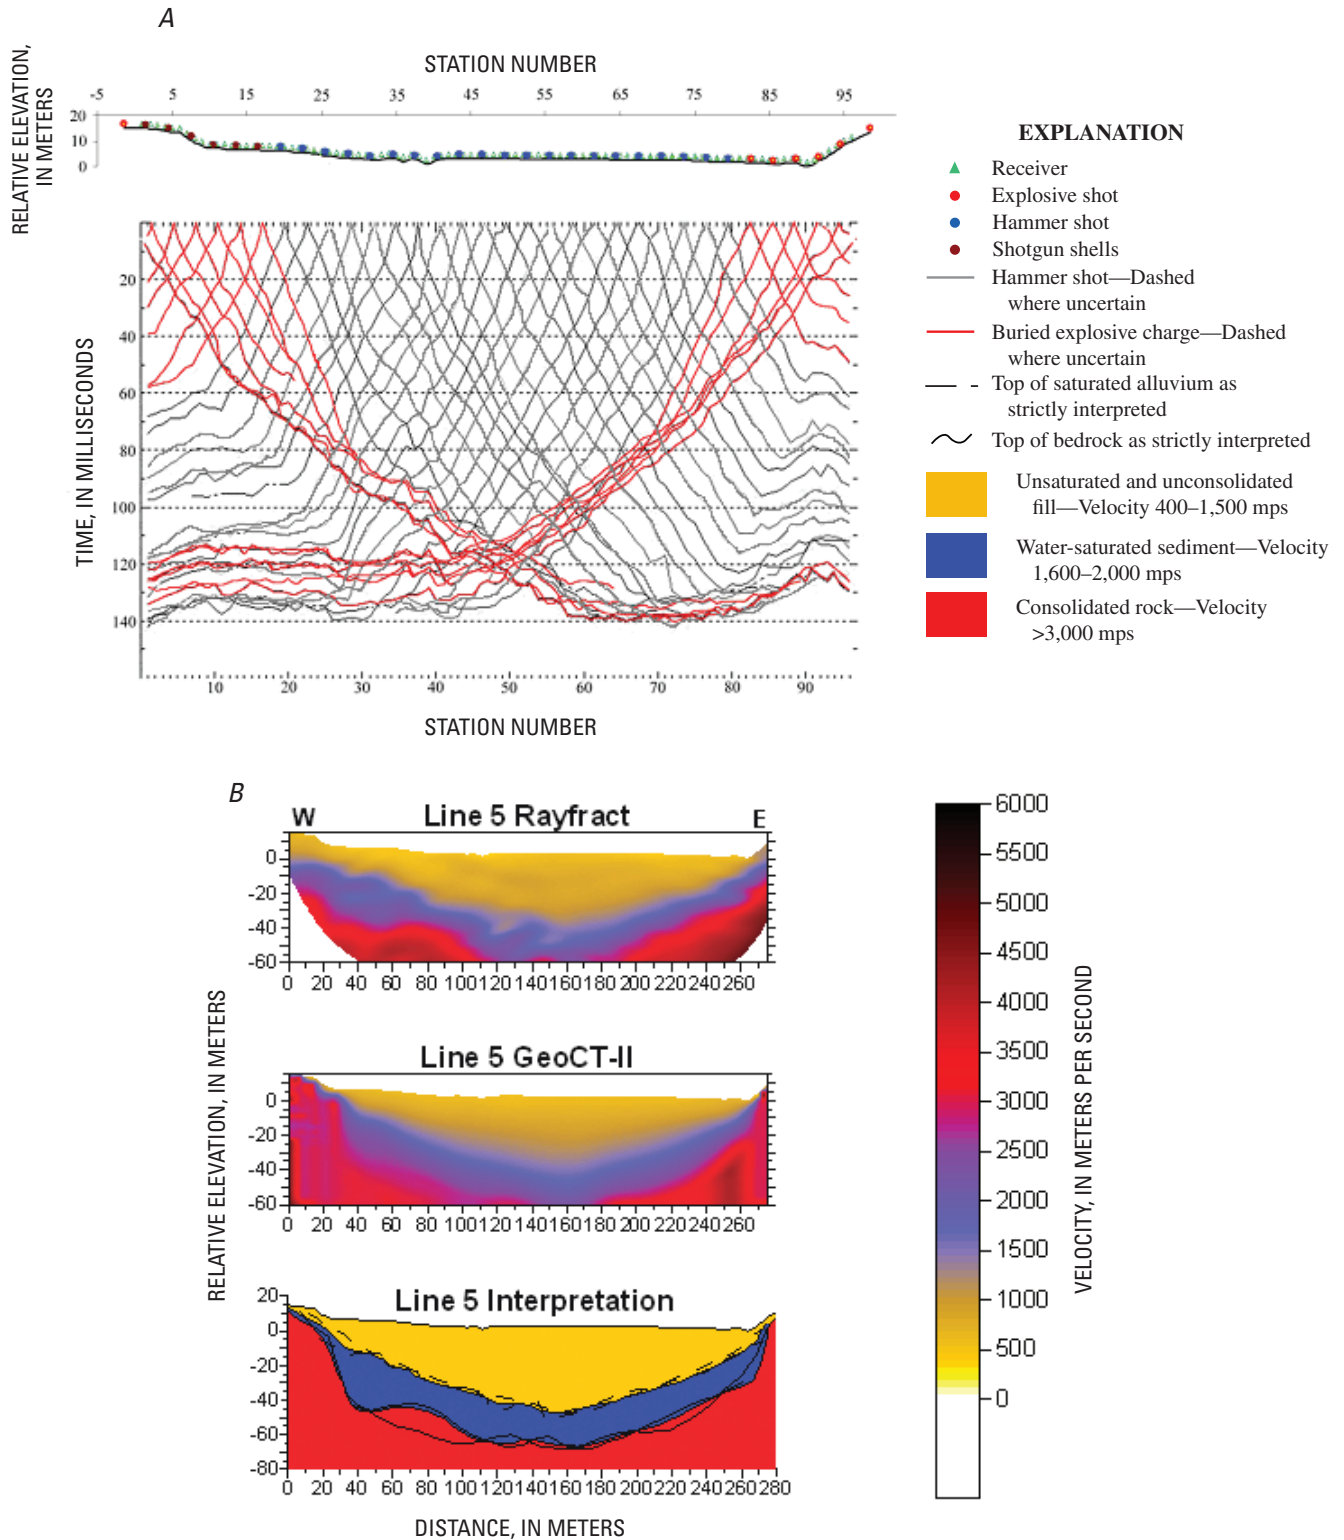 A
STATION NUMBER
-5 5 15 25 35 45 55 65 75 85 95
RELATIVE ELEVATION,
IN METERS
20
10
0
EXPLANATION
Receiver
Explosive shot
Hammer shot
Shotgun shells
Hammer shot—Dashed
where uncertain
Buried explosive charge—Dashed
where uncertain
Top of saturated alluvium as
strictly interpreted
Top of bedrock as strictly interpreted
Unsaturated and unconsolidated
fill—Velocity 400–1,500 mps
Water-saturated sediment—Velocity
1,600–2,000 mps
Consolidated rock—Velocity
>3,000 mps
TIME, IN MILLISECONDS
20
40
60
80
100
120
140
10 20 30 40 50 60 70 80 90
STATION NUMBER
B
W Line 5 Rayfract E
0
-20
-40
-60
0 20 40 60 80 100 120 140 160 180 200 220 240 260
Line 5 GeoCT-II
0
-20
-40
-60
0 20 40 60 80 100 120 140 160 180 200 220 240 260
RELATIVE ELEVATION, IN METERS
Line 5 Interpretation
20
0
-20
-40
-60
-80
0 20 40 60 80 100 120 140 160 180 200 220 240 260 280
DISTANCE, IN METERS
6000
5500
5000
4500
4000
3500
3000
2500
2000
1500
1000
500
0
VELOCITY, IN METERS PER SECOND